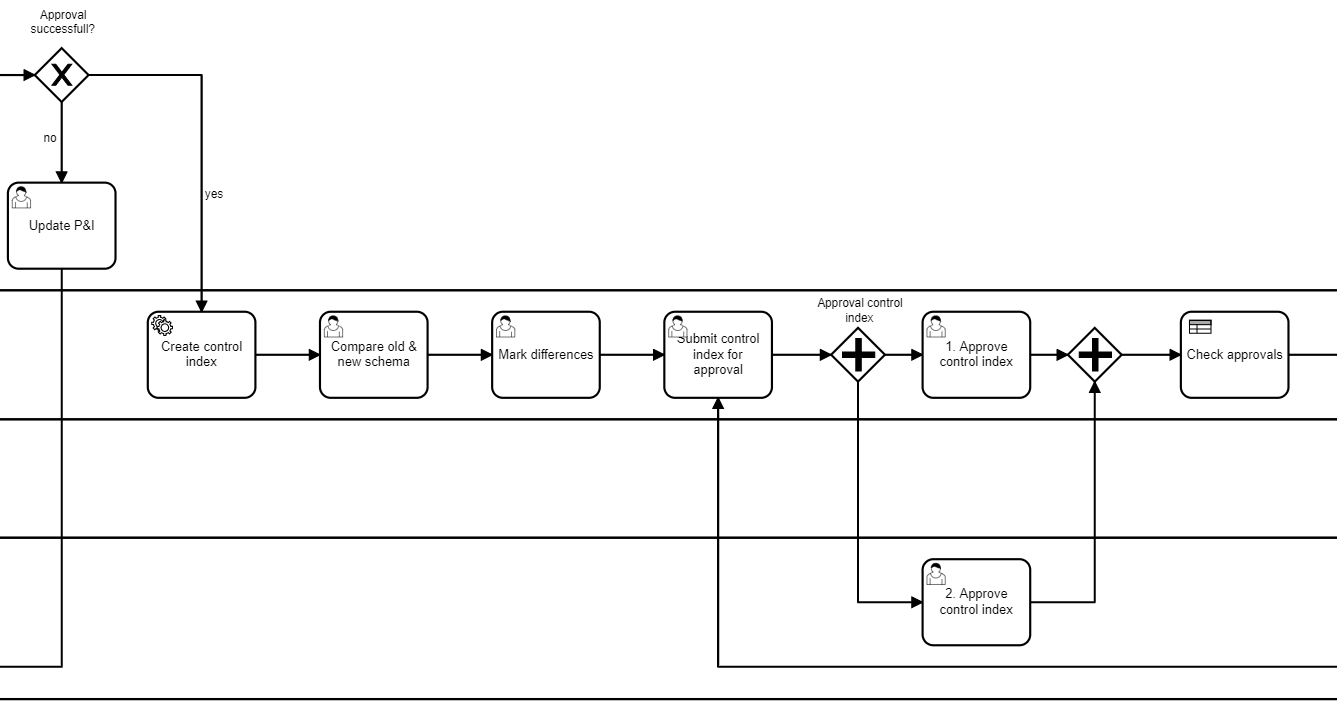 Approval
successfull?
no
yes
Update P&I
Approval control
index
Create control
index
Compare old &
new schema
Mark differences
Submit control
index for
approval
1. Approve
control index
Check approvals
2. Approve
control index